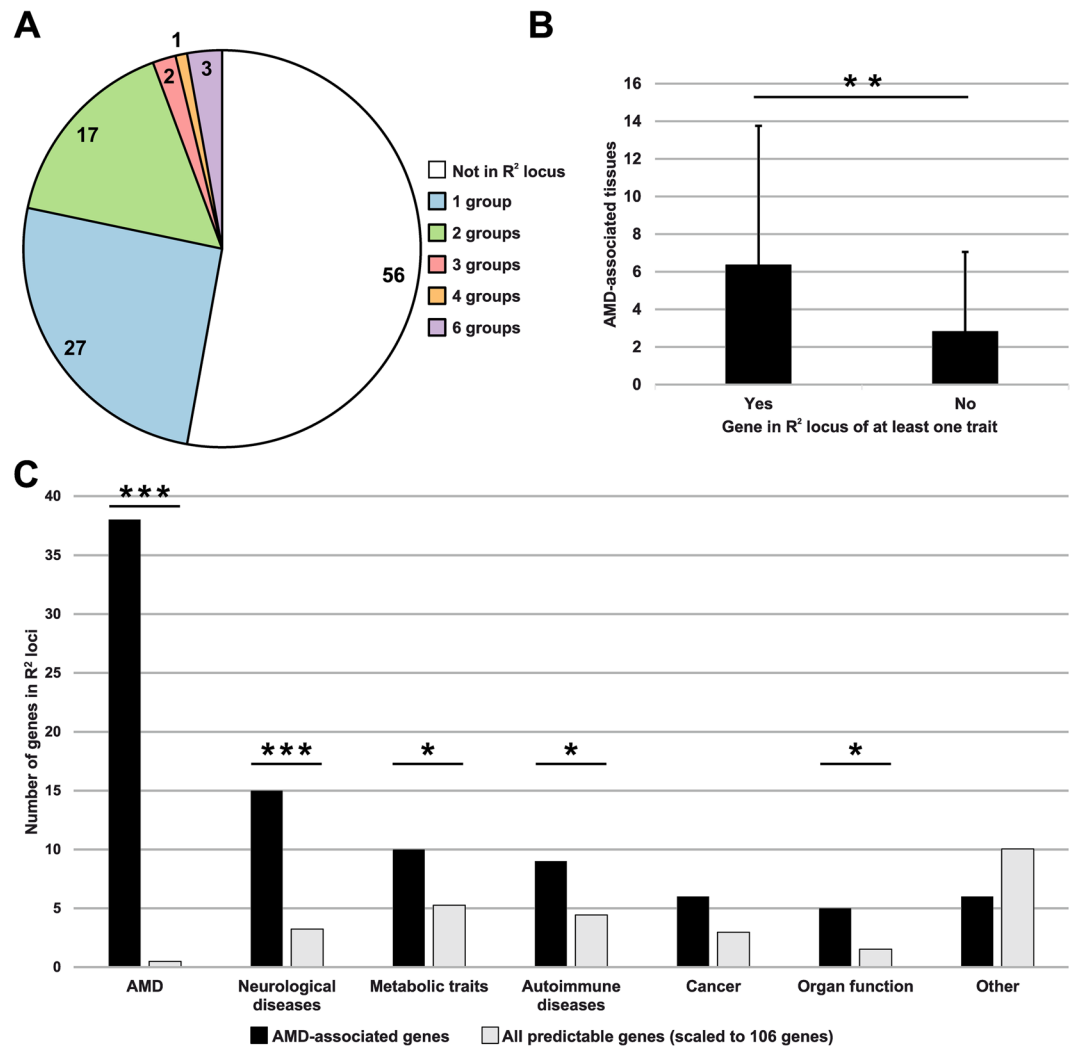 A
1
2
3
17
27
56
Not in R² locus
1 group
2 groups
3 groups
4 groups
6 groups
B
AMD-associated tissues
16
14
12
10
8
6
4
2
0
**
Yes
No
Gene in R² locus of at least one trait
C
Number of genes in R² loci
40
35
30
25
20
15
10
5
0
***
***
*
*
*
AMD
Neurological
diseases
Metabolic traits
Autoimmune
diseases
Cancer
Organ function
Other
AMD-associated genes
All predictable genes (scaled to 106 genes)